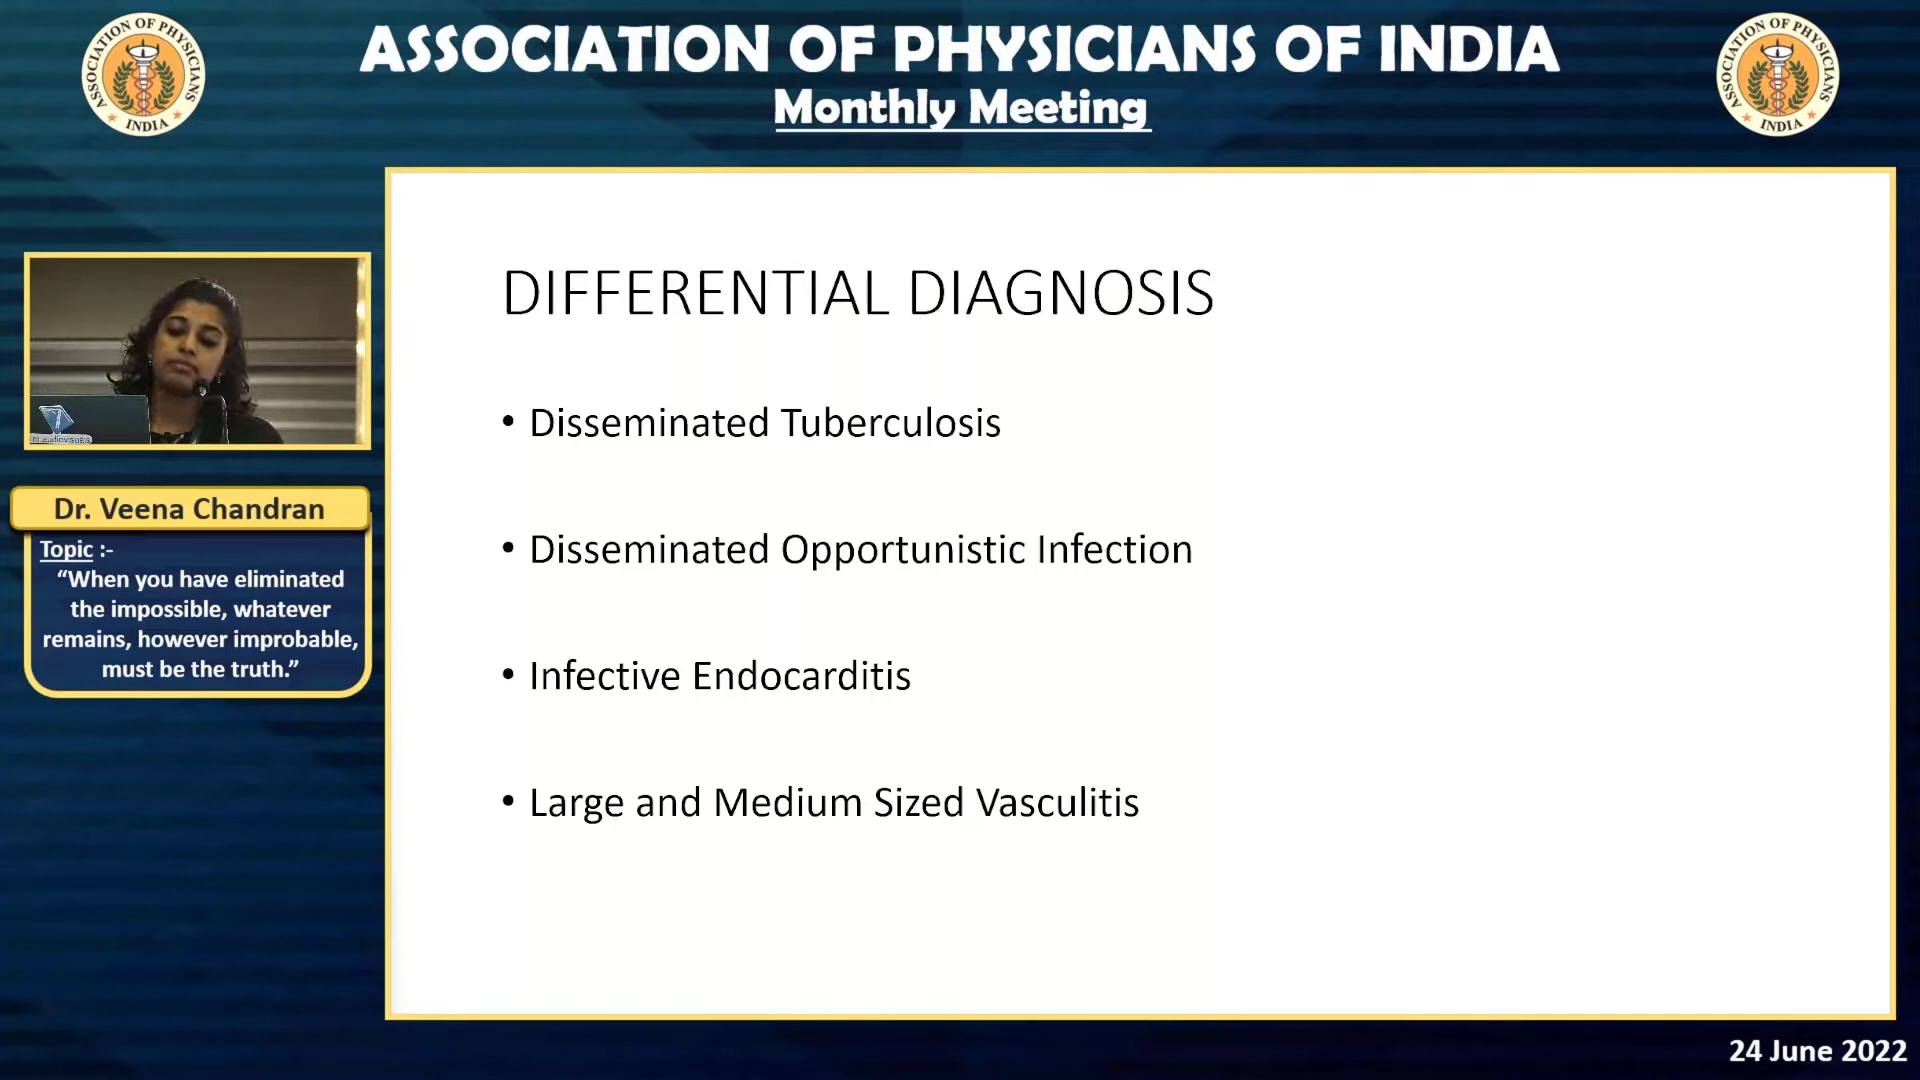 ASSOCIATION OF PHYSICIANS OF INDIA
Monthly Meeting
ASSOCIATION OF PHYSICIANS
INDIA
ASSOCIATION OF PHYSICIANS
INDIA
DIFFERENTIAL DIAGNOSIS
• Disseminated Tuberculosis
• Disseminated Opportunistic Infection
• Infective Endocarditis
• Large and Medium Sized Vasculitis
Dr. Veena Chandran
Topic :-
“When you have eliminated
the impossible, whatever
remains, however improbable,
must be the truth.”
24 June 2022